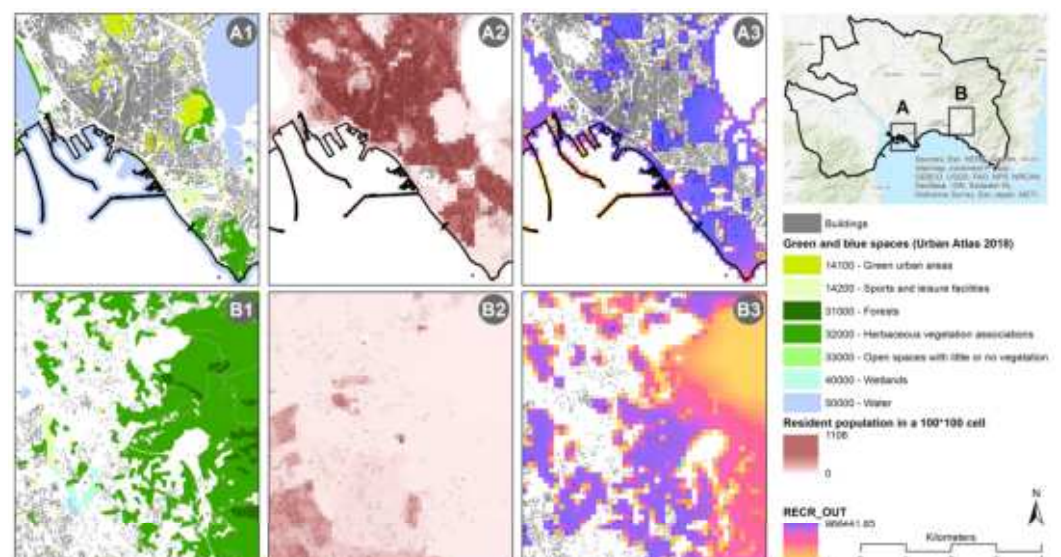 A1
A2
A3
A
B
Buildings
Green and blue spaces (Urban Atlas 2018)
14100 - Green urban areas
14200 - Sports and leisure facilities
31000 - Forests
32000 - Herbaceous vegetation associations
33000 - Open spaces with little or no vegetation
40000 - Wetlands
50000 - Water
Resident population in a 100*100 cell
0
B1
B2
B3
N
RECR_OUT
Kilometers